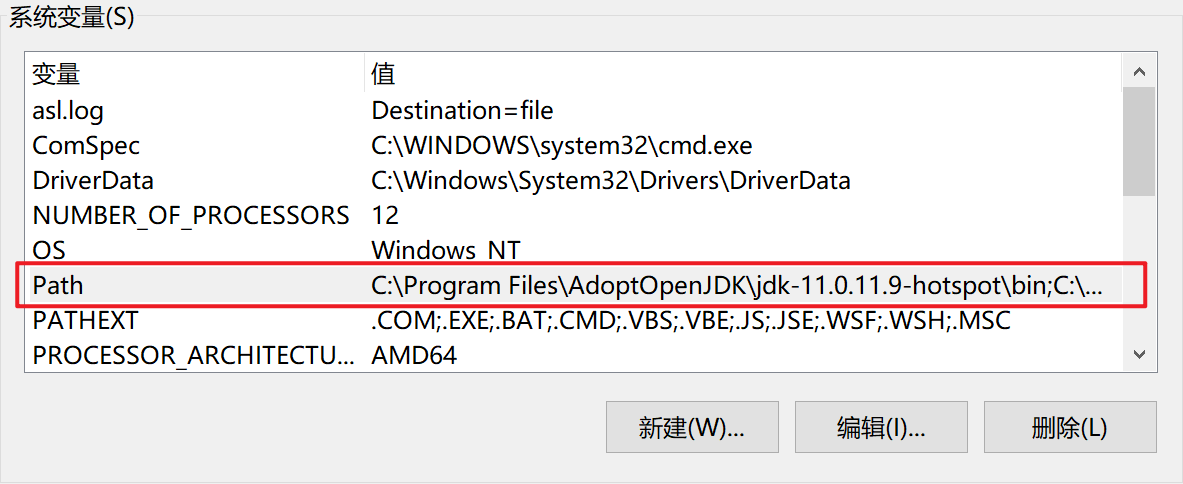 系统变量(S)
变量 值
asl.log Destination=file
ComSpec C:\WINDOWS\system32\cmd.exe
DriverData C:\Windows\System32\Drivers\DriverData
NUMBER_OF_PROCESSORS 12
OS Windows_NT
Path C:\Program Files\AdoptOpenJDK\jdk-11.0.11.9-hotspot\bin;C:\...
PATHEXT .COM;.EXE;.BAT;.CMD;.VBS;.VBE;.JS;.JSE;.WSF;.WSH;.MSC
PROCESSOR_ARCHITECTU... AMD64
新建(W)... 编辑(I)... 删除(L)